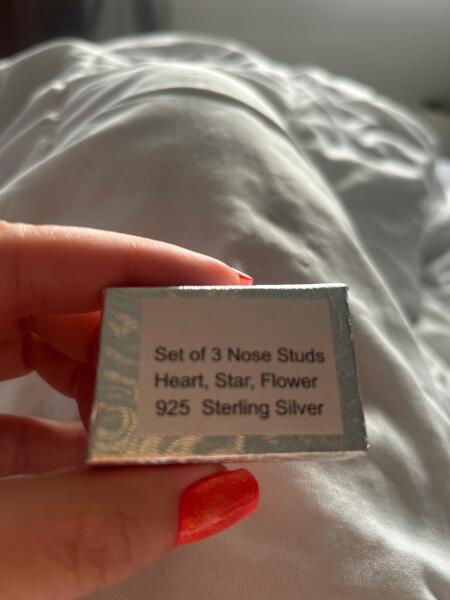 Set of 3 Nose Studs
Heart, Star, Flower
925 Sterling Silver